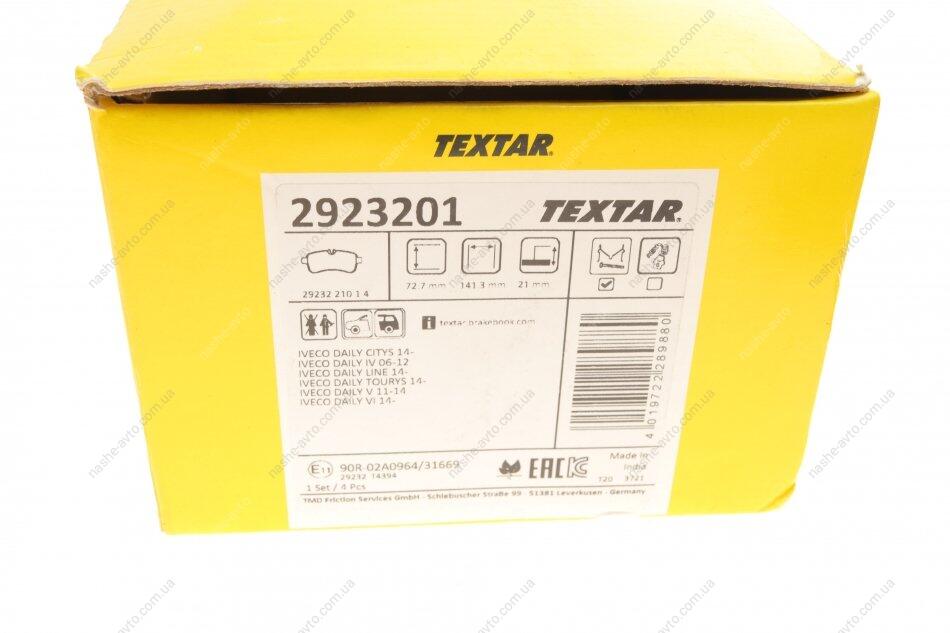 TEXTAR
2923201 TEXTAR
29232 210 1 4
72.7 mm 141.3 mm 21 mm
i textar.brakebook.com
IVECO DAILY CITYS 14-
IVECO DAILY IV 06-12
IVECO DAILY LINE 14-
IVECO DAILY TOURYS 14-
IVECO DAILY V 11-14
IVECO DAILY VI 14-
4 019722 289880
E11 90R-02A0964/31669
29232 14394
1 Set / 4 Pcs
EAC KC
Made in
India
T20 3721
TMD Friction Services GmbH - Schlebuscher Straße 99 51381 Leverkusen - Germany
nashe-avto.com.ua